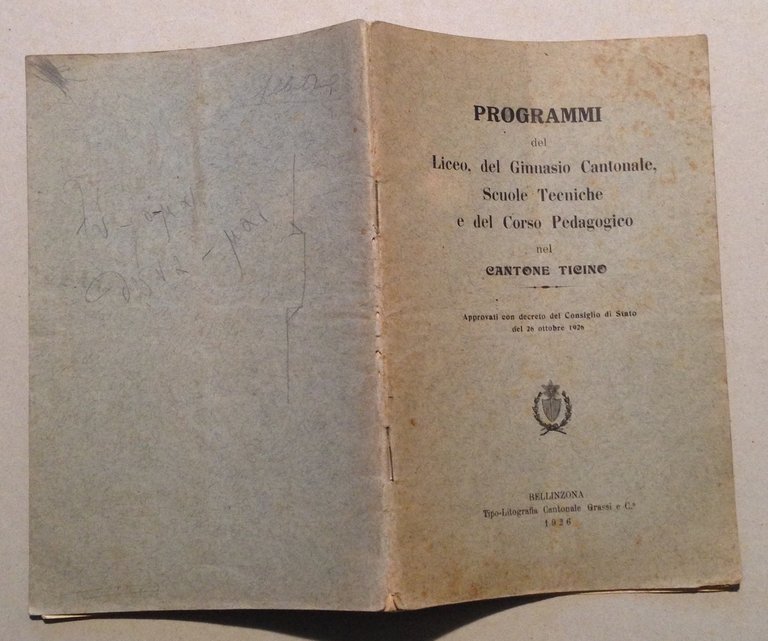 PROGRAMMI
del
Liceo, del Ginnasio Cantonale,
Scuole Tecniche
e del Corso Pedagogico
nel
CANTONE TICINO
Approvati con decreto del Consiglio di Stato
del 26 ottobre 1926
BELLINZONA
Tipo-Litografia Cantonale Grassi e C.º
1926